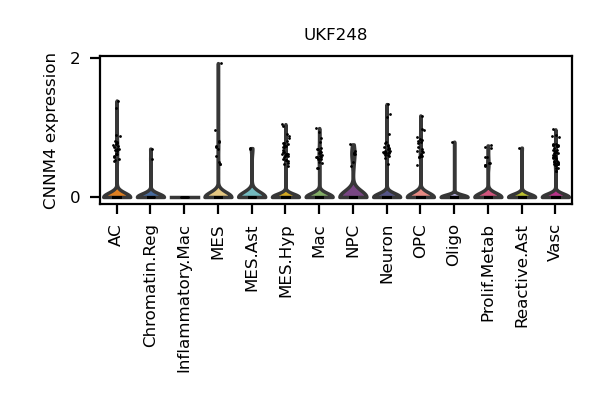 UKF248
CNNM4 expression
2
0
AC
Chromatin.Reg
Inflammatory.Mac
MES
MES.Ast
MES.Hyp
Mac
NPC
Neuron
OPC
Oligo
Prolif.Metab
Reactive.Ast
Vasc